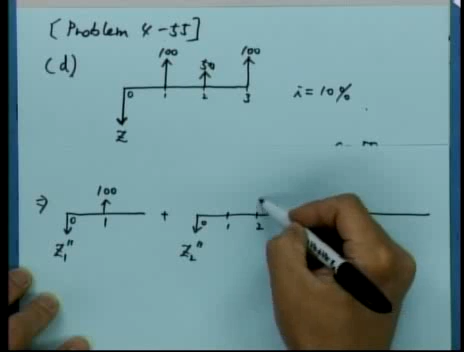 [Problem 4-55]
(d)
100 50 100
0 1 2 3
i = 10%
Z
⇒ 100 +
0 1 0 1 2
Z₁" Z₂"